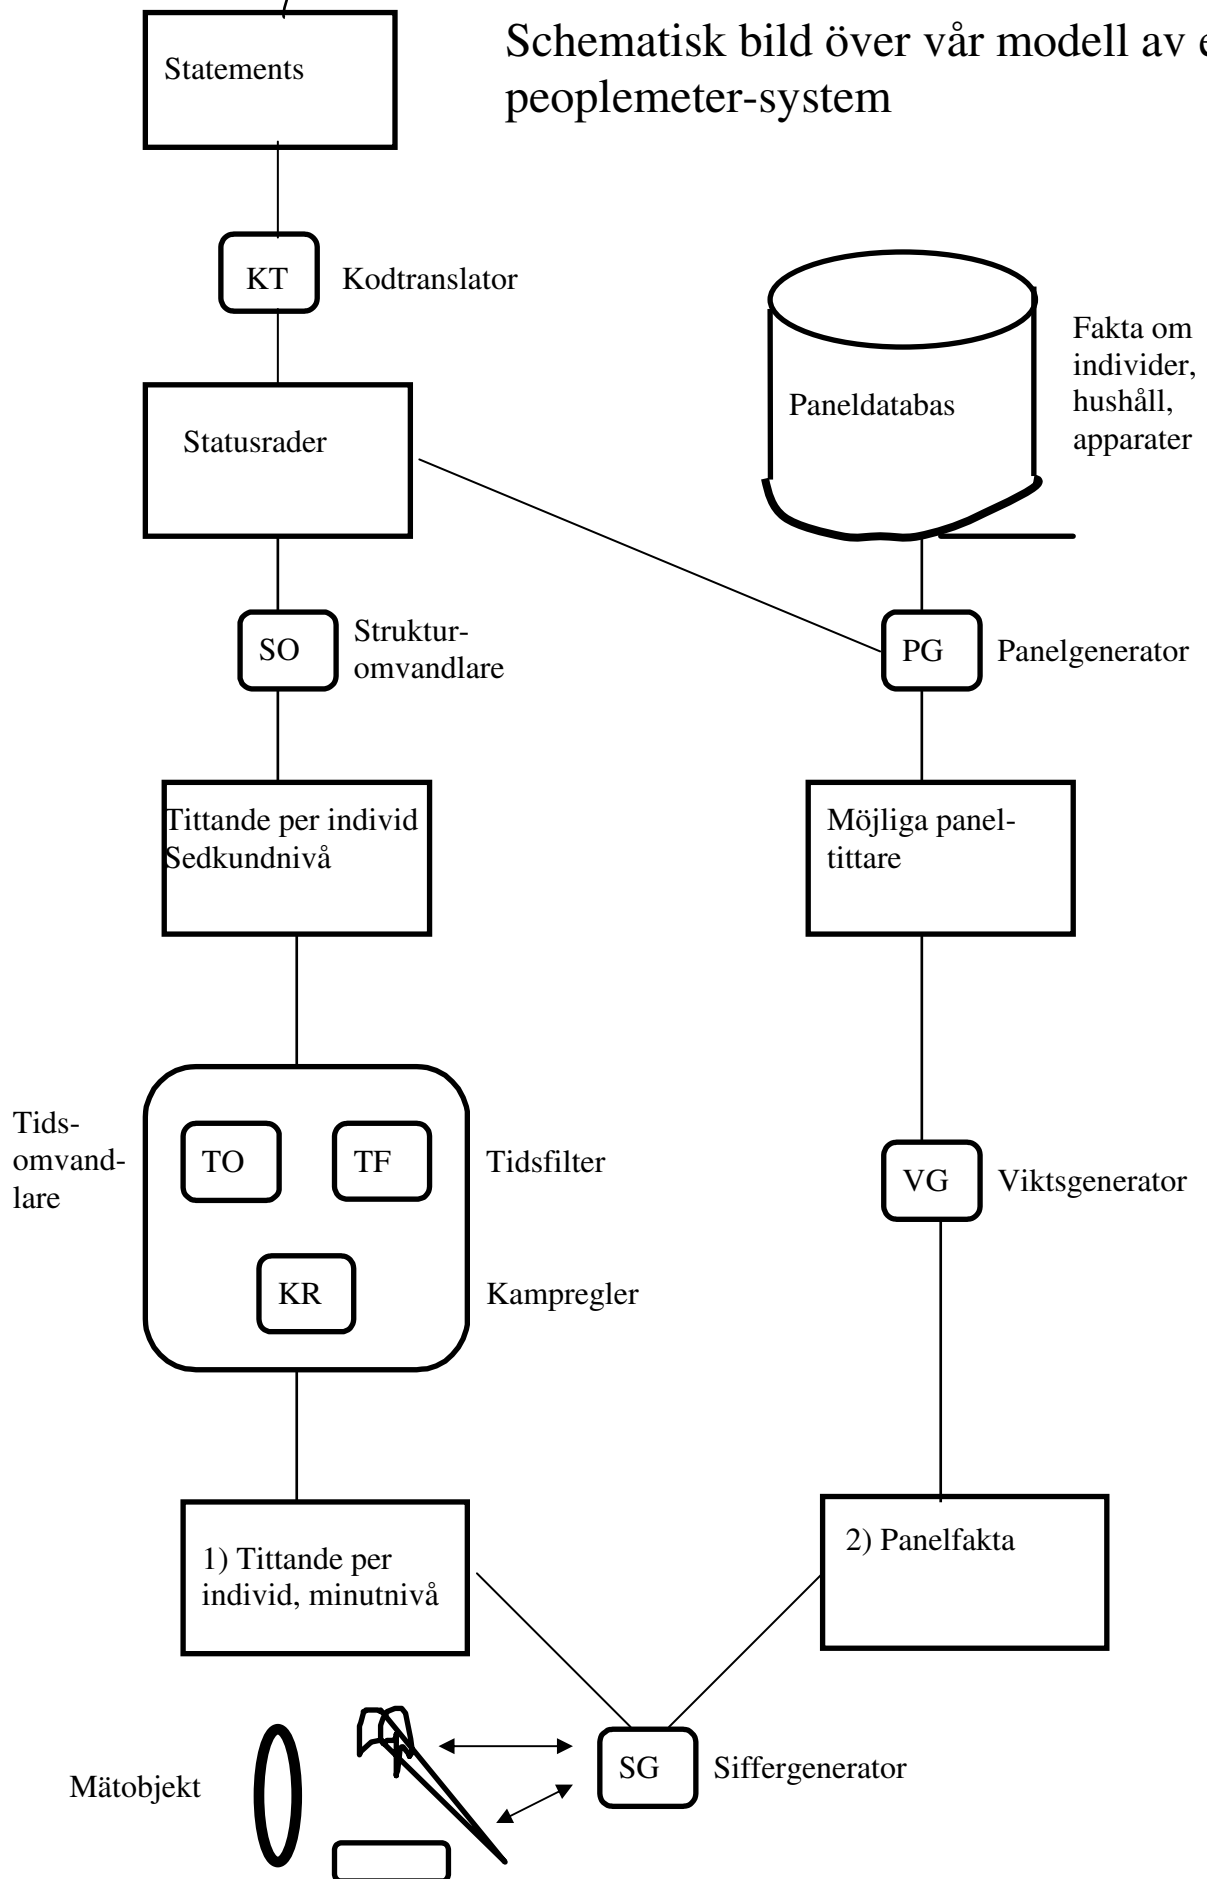 Schematisk bild över vår modell av e
peoplemeter-system
Statements
KT
Kodtranslator
Paneldatabas
Fakta om
individer,
hushåll,
apparater
Statusrader
SO
Struktur-
omvandlare
PG
Panelgenerator
Tittande per individ
Sedkundnivå
Möjliga panel-
tittare
Tids-
omvand-
lare
TO
TF
Tidsfilter
KR
Kampregler
VG
Viktsgenerator
1) Tittande per
individ, minutnivå
2) Panelfakta
Mätobjekt
SG
Siffergenerator